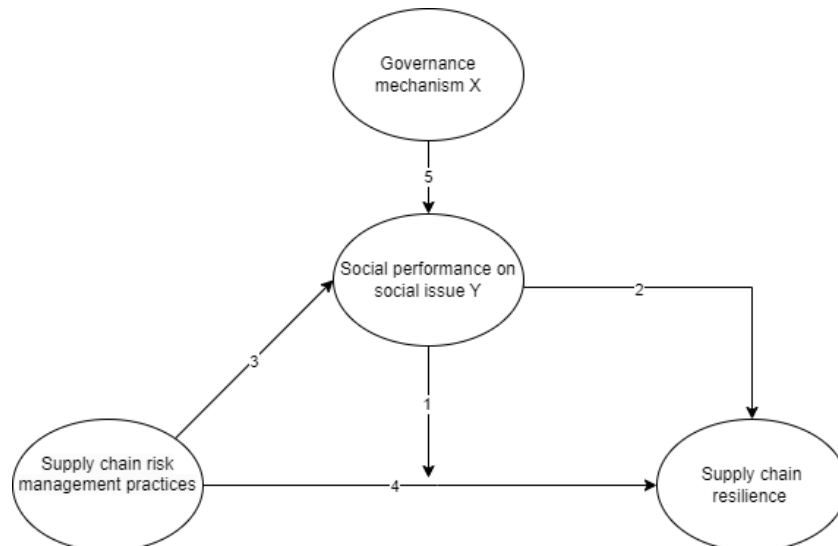 Governance
mechanism X
5
Social performance on
social issue Y
2
3
1
Supply chain risk
management practices
4
Supply chain
resilience